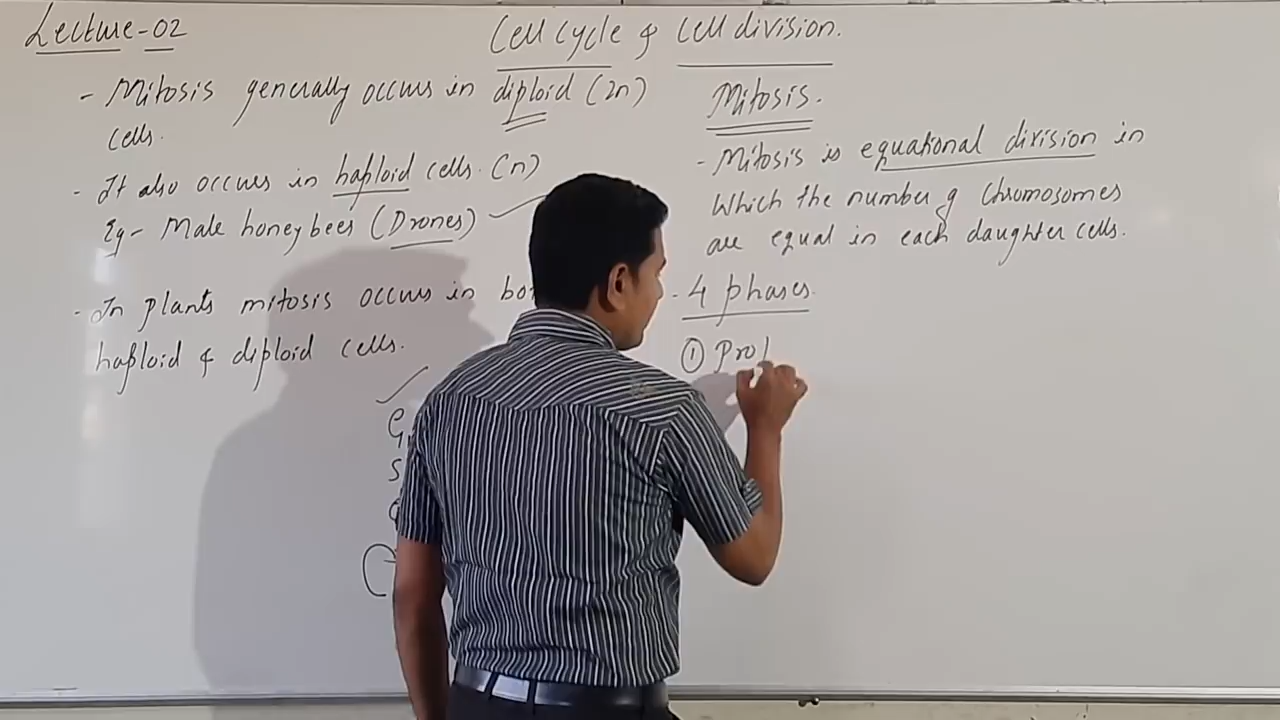 Lecture-02
Cell cycle & cell division.
- Mitosis generally occurs in diploid (2n)
cells.
- It also occurs in haploid cells. (n)
Eg- Male honeybees (Drones)
- In plants mitosis occurs in
haploid & diploid cells.
G1
S
Mitosis.
- Mitosis is equational division in
which the number of chromosomes
are equal in each daughter cells.
- 4 phases.
① Pro